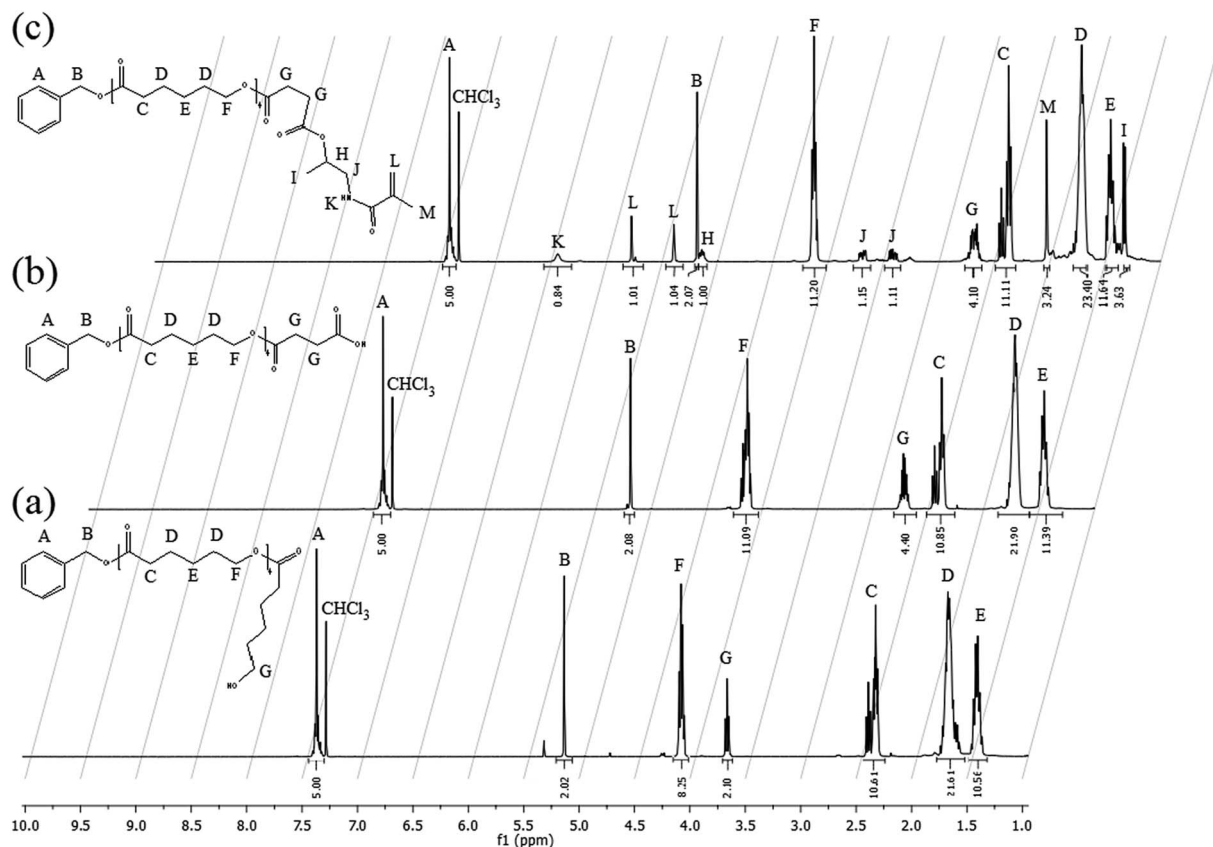 (c)
A B D D G
O O O O O
C E F 4 G
O O
O
H
I J L
K HN
O M
A CHCl3 K L L B H F J J G C M D E I
5.00 0.84 1.01 1.04 2.07 1.00 11.20 1.15 1.11 4.10 11.11 3.24 23.40 11.64 3.63
(b)
A B D D G O
O O O O OH
C E F 4 O G
A CHCl3 B F G C D E
5.00 2.08 11.09 4.40 10.85 21.90 11.39
(a)
A B D D
O O O O
C E F 4
G
HO
A CHCl3 B F G C D E
5.00 2.02 8.25 2.10 10.61 21.61 10.56
10.0 9.5 9.0 8.5 8.0 7.5 7.0 6.5 6.0 5.5 5.0 4.5 4.0 3.5 3.0 2.5 2.0 1.5 1.0
f1 (ppm)